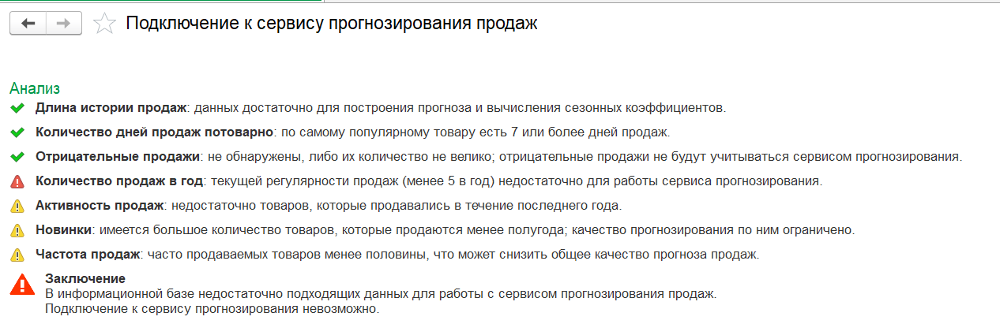 Подключение к сервису прогнозирования продаж
Анализ
Длина истории продаж: данных достаточно для построения прогноза и вычисления сезонных коэффициентов.
Количество дней продаж потоварно: по самому популярному товару есть 7 или более дней продаж.
Отрицательные продажи: не обнаружены, либо их количество не велико; отрицательные продажи не будут учитываться сервисом прогнозирования.
Количество продаж в год: текущей регулярности продаж (менее 5 в год) недостаточно для работы сервиса прогнозирования.
Активность продаж: недостаточно товаров, которые продавались в течение последнего года.
Новинки: имеется большое количество товаров, которые продаются менее полугода; качество прогнозирования по ним ограничено.
Частота продаж: часто продаваемых товаров менее половины, что может снизить общее качество прогноза продаж.
Заключение
В информационной базе недостаточно подходящих данных для работы с сервисом прогнозирования продаж.
Подключение к сервису прогнозирования невозможно.